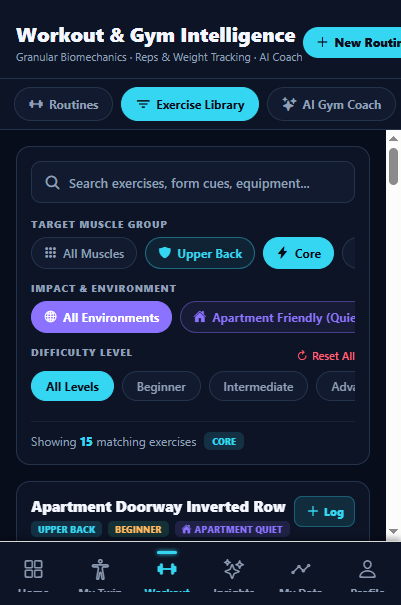 Workout & Gym Intelligence
Granular Biomechanics · Reps & Weight Tracking · AI Coach
+ New Routin
Routines
Exercise Library
AI Gym Coach
Search exercises, form cues, equipment...
TARGET MUSCLE GROUP
All Muscles
Upper Back
Core
IMPACT & ENVIRONMENT
All Environments
Apartment Friendly (Quie
DIFFICULTY LEVEL
Reset All
All Levels
Beginner
Intermediate
Adva
Showing 15 matching exercises
CORE
Apartment Doorway Inverted Row
+ Log
UPPER BACK
BEGINNER
APARTMENT QUIET
Home
My Twin
Workout
Insights
My Data
Profile